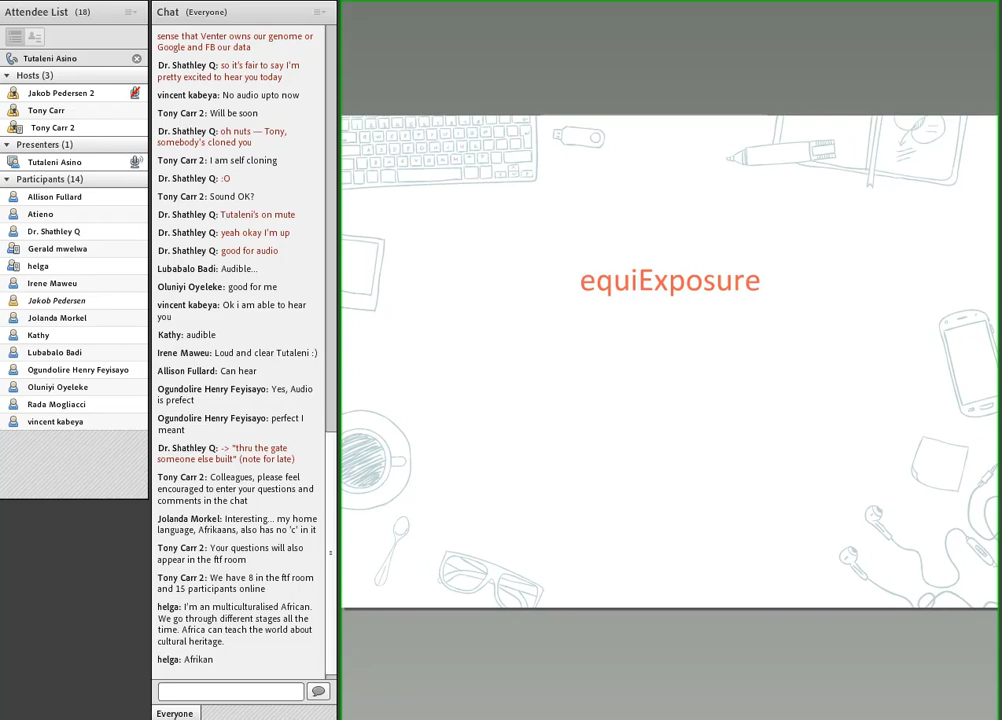 Attendee List (18)
Tutaleni Asino
Hosts (3)
Jakob Pedersen 2
Tony Carr
Tony Carr 2
Presenters (1)
Tutaleni Asino
Participants (14)
Allison Fullard
Atieno
Dr. Shathley Q
Gerald mwelwa
helga
Irene Maweu
Jakob Pedersen
Jolanda Morkel
Kathy
Lubabalo Badi
Ogundolire Henry Feyisayo
Oluniyi Oyeleke
Rada Mogliacci
vincent kabeya
Chat (Everyone)
sense that Venter owns our genome or
Google and FB our data
Dr. Shathley Q: so it's fair to say I'm
pretty excited to hear you today
vincent kabeya: No audio upto now
Tony Carr 2: Will be soon
Dr. Shathley Q: oh nuts — Tony,
somebody's cloned you
Tony Carr 2: I am self cloning
Dr. Shathley Q: :O
Tony Carr 2: Sound OK?
Dr. Shathley Q: Tutaleni's on mute
Dr. Shathley Q: yeah okay I'm up
Dr. Shathley Q: good for audio
Lubabalo Badi: Audible...
Oluniyi Oyeleke: good for me
vincent kabeya: Ok i am able to hear
you
Kathy: audible
Irene Maweu: Loud and clear Tutaleni :)
Allison Fullard: Can hear
Ogundolire Henry Feyisayo: Yes, Audio
is prefect
Ogundolire Henry Feyisayo: perfect I
meant
Dr. Shathley Q: -> "thru the gate
someone else built" (note for late)
Tony Carr 2: Colleagues, please feel
encouraged to enter your questions and
comments in the chat
Jolanda Morkel: Interesting... my home
language, Afrikaans, also has no 'c' in it
Tony Carr 2: Your questions will also
appear in the ftf room
Tony Carr 2: We have 8 in the ftf room
and 15 participants online
helga: I'm an multiculturalised African.
We go through different stages all the
time. Africa can teach the world about
cultural heritage.
helga: Afrikan
Everyone
equiExposure